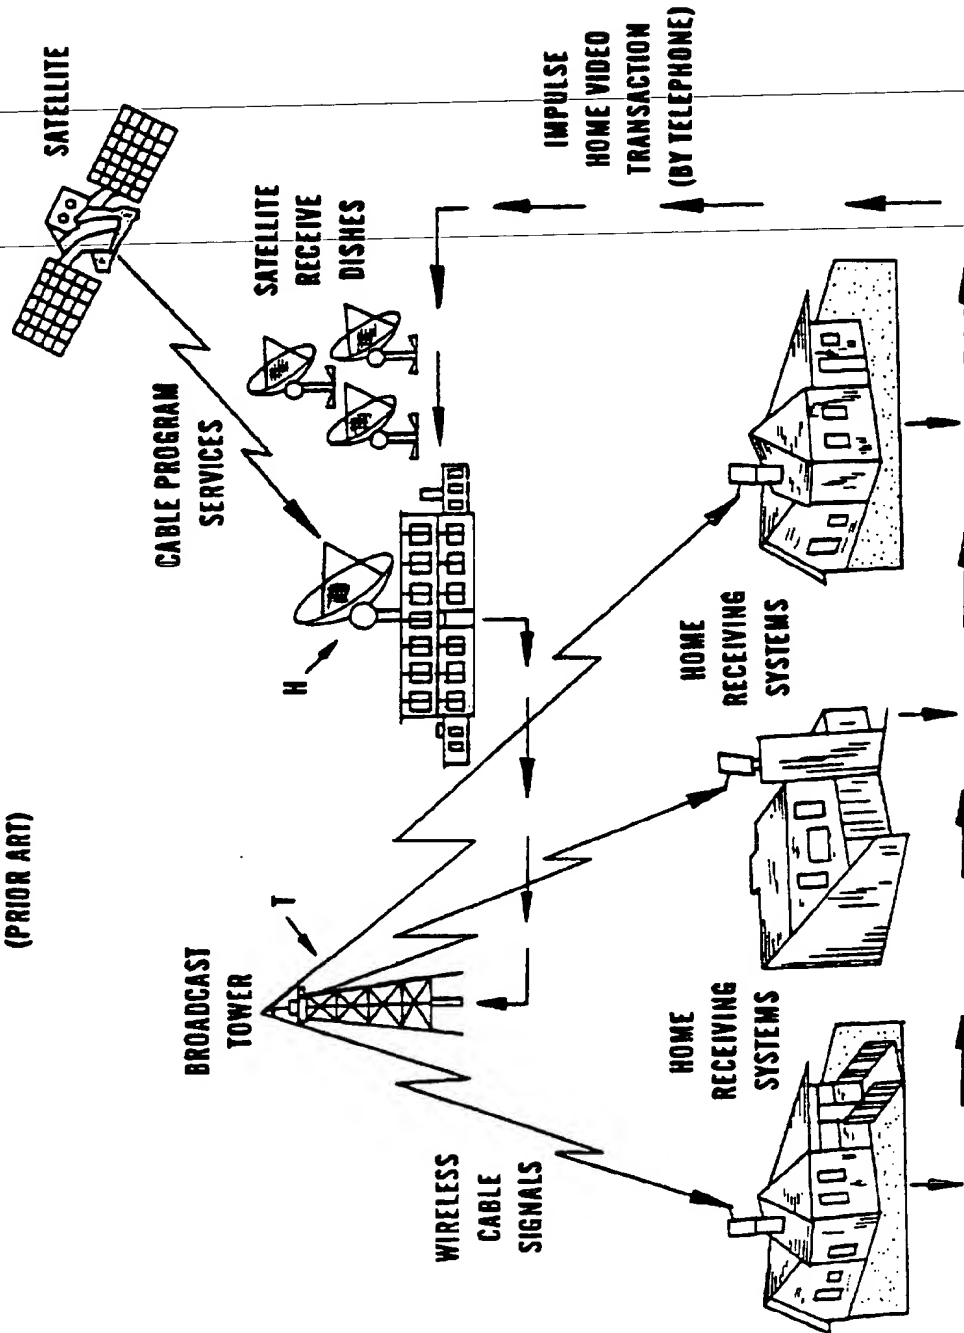 (PRIOR ART)
SATELLITE
CABLE PROGRAM
SERVICES
SATELLITE
RECEIVE
DISHES
H
BROADCAST
TOWER
T
IMPULSE
HOME VIDEO
TRANSACTION
(BY TELEPHONE)
WIRELESS
CABLE
SIGNALS
HOME
RECEIVING
SYSTEMS
HOME
RECEIVING
SYSTEMS